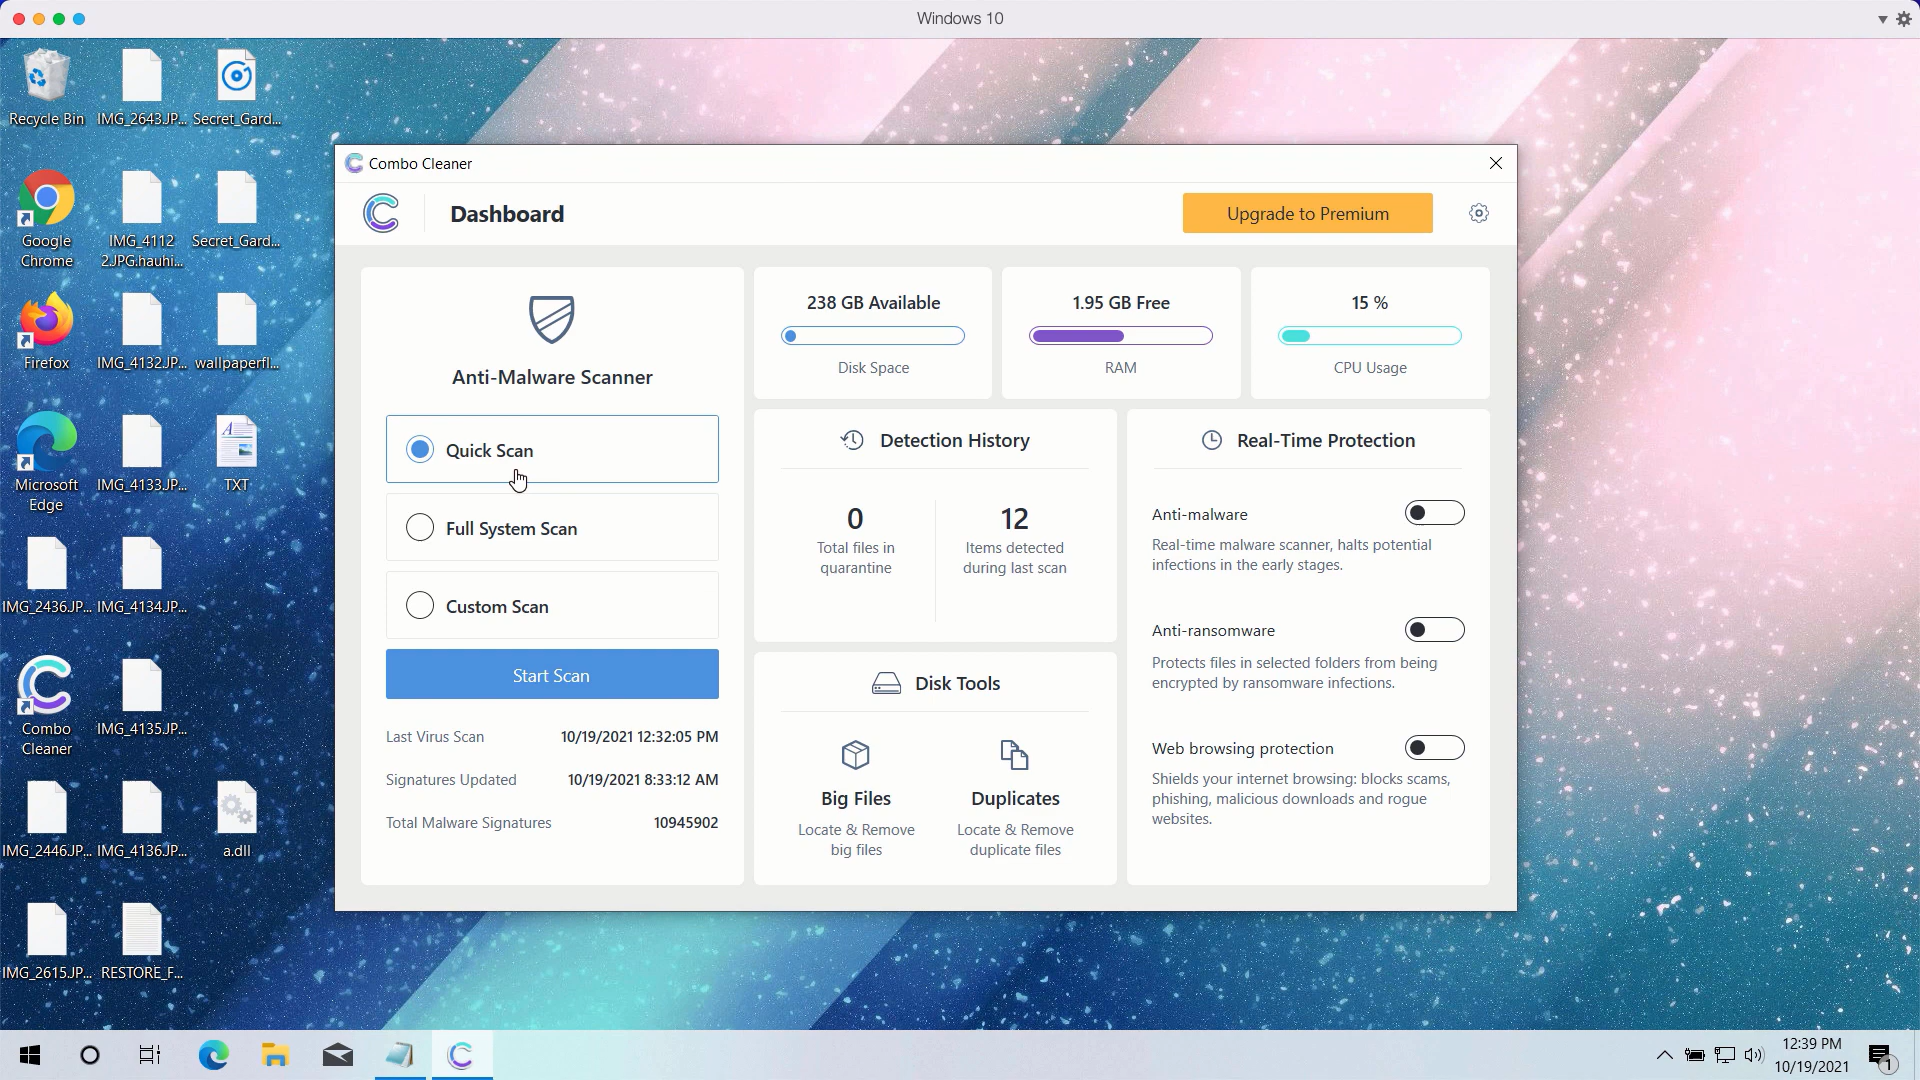 Windows 10
Recycle Bin
IMG_2643.JP...
Secret_Gard...
Google
Chrome
IMG_4112
2.JPG.hauhi...
Secret_Gard...
Firefox
IMG_4132.JP...
wallpaperfl...
Microsoft
Edge
IMG_4133.JP...
TXT
IMG_2436.JP...
IMG_4134.JP...
Combo
Cleaner
IMG_4135.JP...
IMG_2446.JP...
IMG_4136.JP...
a.dll
IMG_2615.JP...
RESTORE_F...
Combo Cleaner
Dashboard
Upgrade to Premium
Anti-Malware Scanner
Quick Scan
Full System Scan
Custom Scan
Start Scan
Last Virus Scan 10/19/2021 12:32:05 PM
Signatures Updated 10/19/2021 8:33:12 AM
Total Malware Signatures 10945902
238 GB Available
Disk Space
1.95 GB Free
RAM
15 %
CPU Usage
Detection History
0
Total files in
quarantine
12
Items detected
during last scan
Disk Tools
Big Files
Locate & Remove
big files
Duplicates
Locate & Remove
duplicate files
Real-Time Protection
Anti-malware
Real-time malware scanner, halts potential
infections in the early stages.
Anti-ransomware
Protects files in selected folders from being
encrypted by ransomware infections.
Web browsing protection
Shields your internet browsing: blocks scams,
phishing, malicious downloads and rogue
websites.
12:39 PM
10/19/2021
1